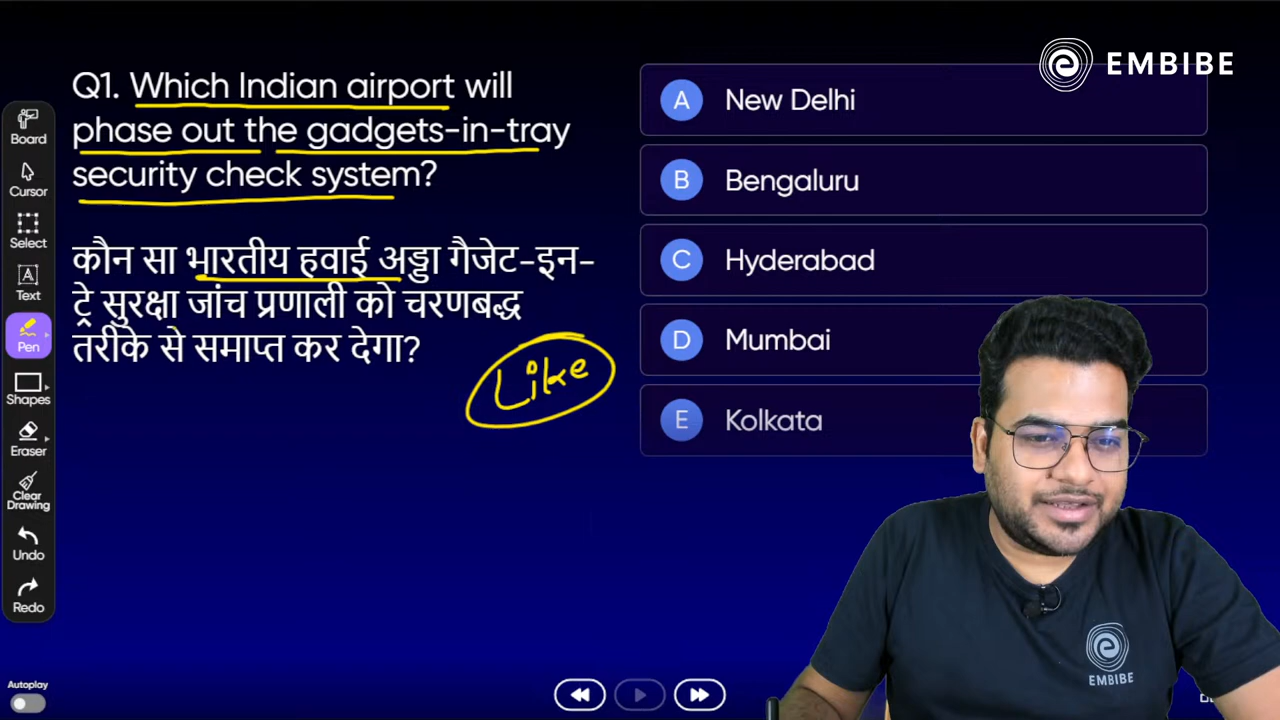 EMBIBE
Q1. Which Indian airport will
phase out the gadgets-in-tray
security check system?
कौन सा भारतीय हवाई अड्डा गैजेट-इन-
ट्रे सुरक्षा जांच प्रणाली को चरणबद्ध
तरीके से समाप्त कर देगा?
Like
A New Delhi
B Bengaluru
C Hyderabad
D Mumbai
E Kolkata
Board
Cursor
Select
A
Text
Pen
Shapes
Eraser
Clear
Drawing
Undo
Redo
Autoplay
EMBIBE